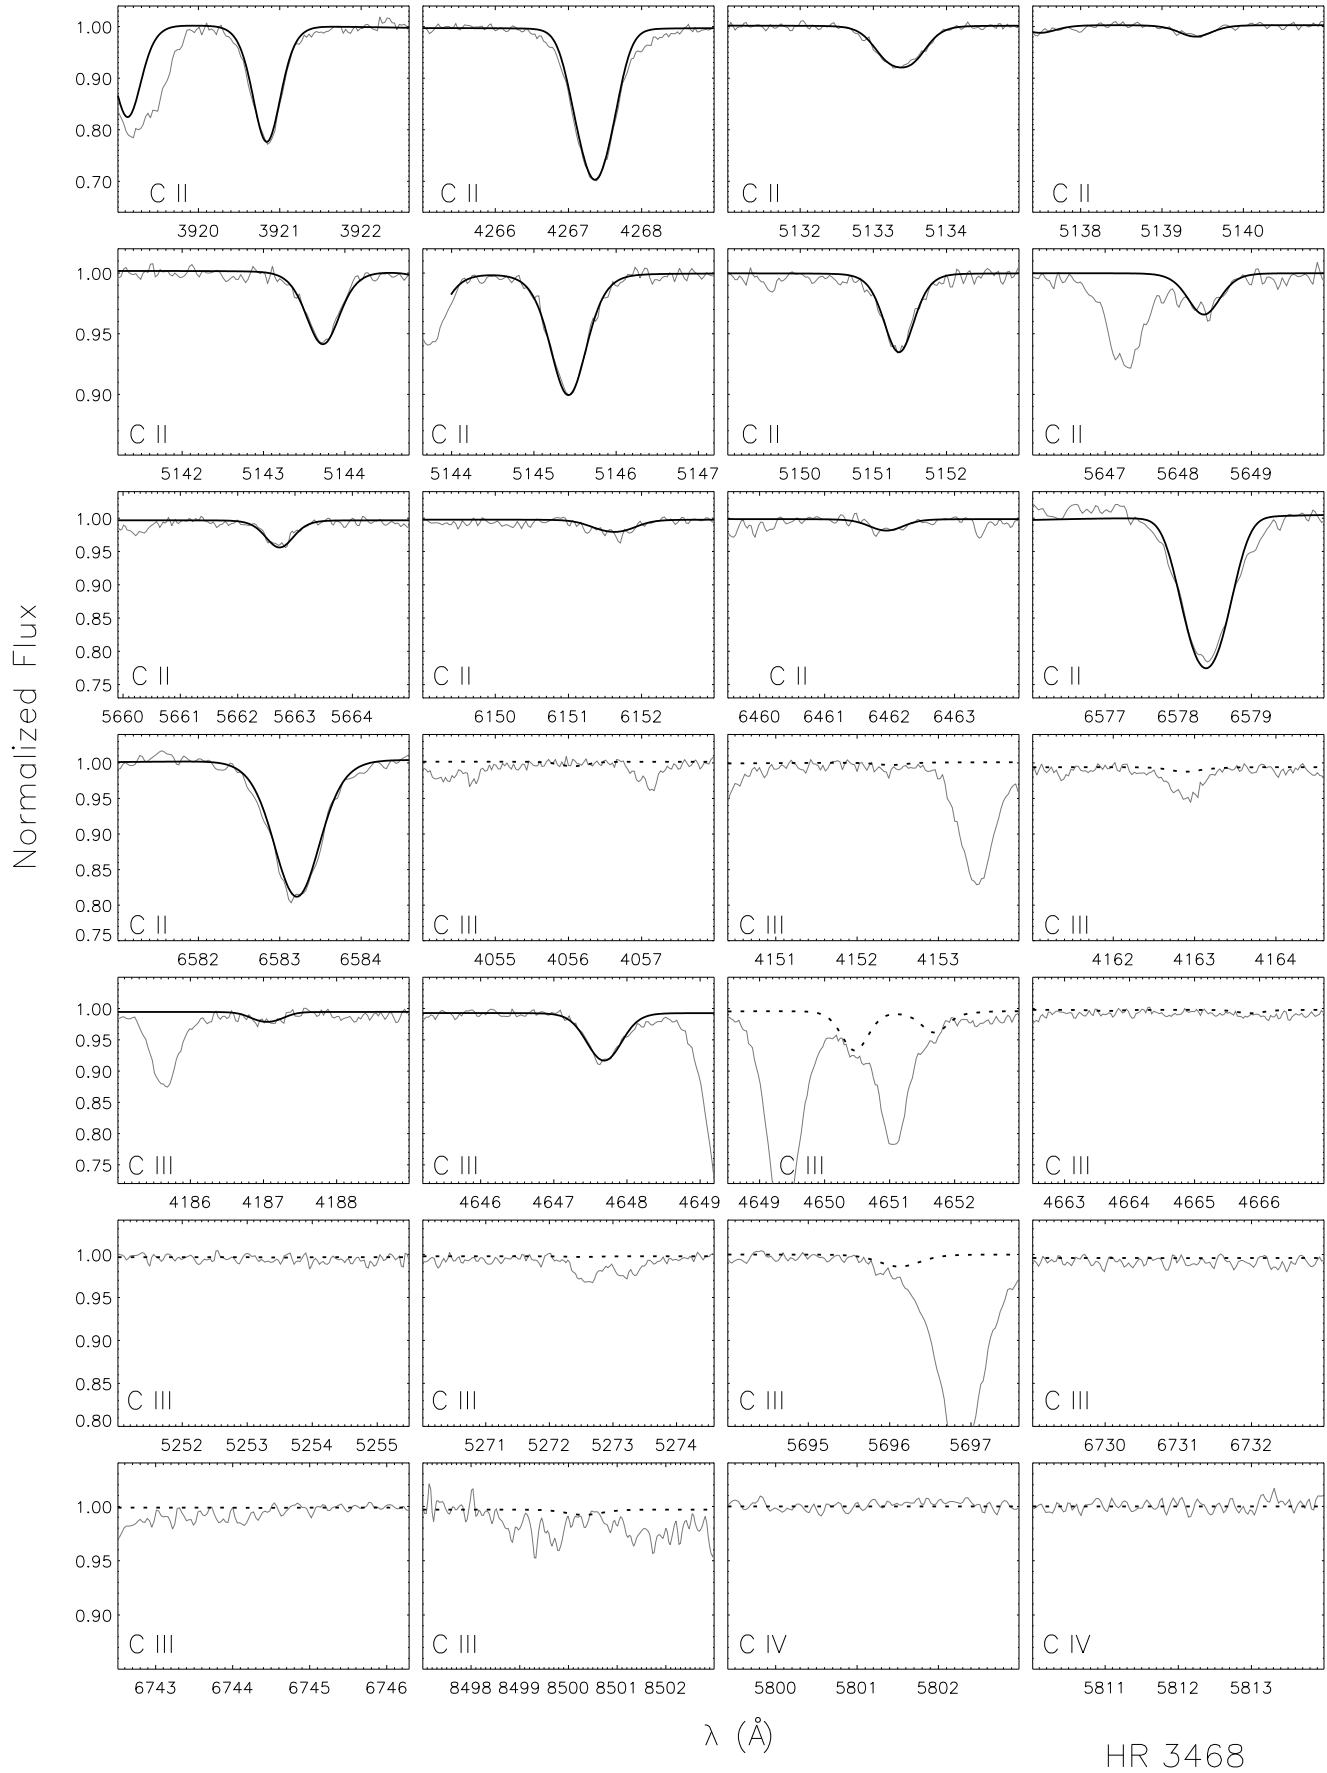 Normalized Flux
1.00
0.90
0.80
0.70
C II
3920 3921 3922
C II
4266 4267 4268
C II
5132 5133 5134
C II
5138 5139 5140
1.00
0.95
0.90
C II
5142 5143 5144
C II
5144 5145 5146 5147
C II
5150 5151 5152
C II
5647 5648 5649
1.00
0.95
0.90
0.85
0.80
0.75
C II
5660 5661 5662 5663 5664
C II
6150 6151 6152
C II
6460 6461 6462 6463
C II
6577 6578 6579
1.00
0.95
0.90
0.85
0.80
0.75
C II
6582 6583 6584
C III
4055 4056 4057
C III
4151 4152 4153
C III
4162 4163 4164
1.00
0.95
0.90
0.85
0.80
0.75
C III
4186 4187 4188
C III
4646 4647 4648 4649
C III
4649 4650 4651 4652
C III
4663 4664 4665 4666
1.00
0.95
0.90
0.85
0.80
C III
5252 5253 5254 5255
C III
5271 5272 5273 5274
C III
5695 5696 5697
C III
6730 6731 6732
1.00
0.95
0.90
C III
6743 6744 6745 6746
C III
8498 8499 8500 8501 8502
C IV
5800 5801 5802
C IV
5811 5812 5813
λ (Å)
HR 3468